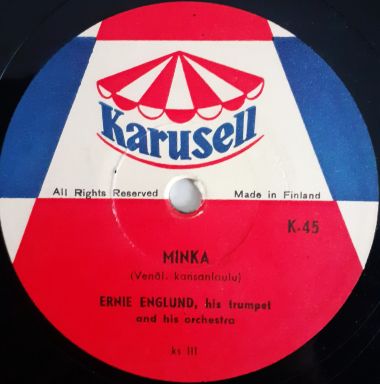 Karusell
All Rights Reserved
Made in Finland
K-45
MINKA
(Venäl. kansanlaulu)
ERNIE ENGLUND, his trumpet
and his orchestra
ks 111